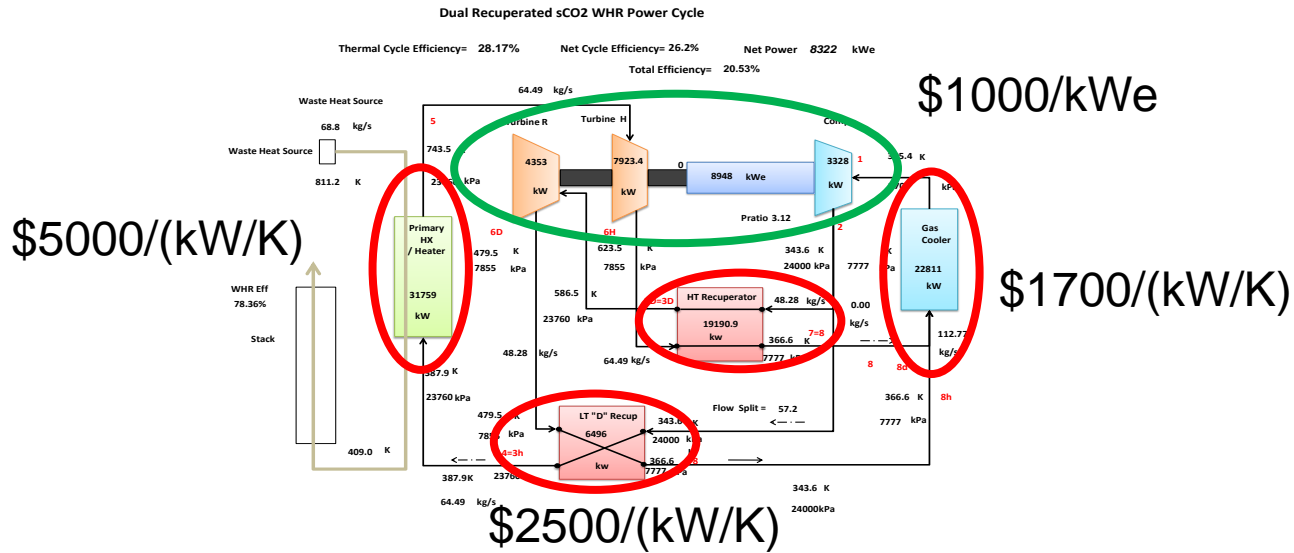 Dual Recuperated sCO2 WHR Power Cycle
Thermal Cycle Efficiency= 28.17% Net Cycle Efficiency= 26.2% Net Power 8322 kWe
Total Efficiency= 20.53%
64.49 kg/s
$1000/kWe
Waste Heat Source
68.8 kg/s
Waste Heat Source
811.2 K
5
743.5
kPa
Turbine H
4353
kW
7923.4
kW
0
8948 kWe
3328
kW
1
K
Pratio 3.12
2
$5000/(kW/K)
Primary
HX
/ Heater
31759
kW
6D
479.5 K
7855 kPa
6H
623.5
7855 kPa
343.6 K
24000 kPa
7777
Gas
Cooler
22811
kW
$1700/(kW/K)
WHR Eff
78.36%
Stack
586.5 K
23760 kPa
HT Recuperator
19190.9
kw
48.28 kg/s
0.00
kg/s
7=8
366.6 K
7777
48.28 kg/s
64.49 kg/s
112.77
kg/s
8
8d
366.6 K
8h
7777 kPa
387.9 K
23760 kPa
479.5
kPa
LT "D" Recup
6496
kw
Flow Split = 57.2
343.6
24000
366.6
7777 kPa
4=3h
409.0 K
387.9K
64.49 kg/s
343.6 K
24000kPa
$2500/(kW/K)